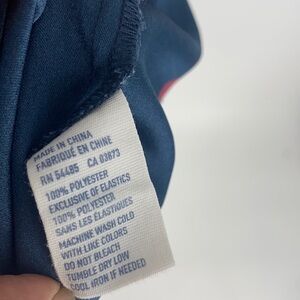 MADE IN CHINA
FABRIQUÉ EN CHINE
RN 54485 CA 03873
100% POLYESTER
EXCLUSIVE OF ELASTICS
100% POLYESTER
SANS LES ÉLASTIQUES
MACHINE WASH COLD
WITH LIKE COLORS
DO NOT BLEACH
TUMBLE DRY LOW
COOL IRON IF NEEDED